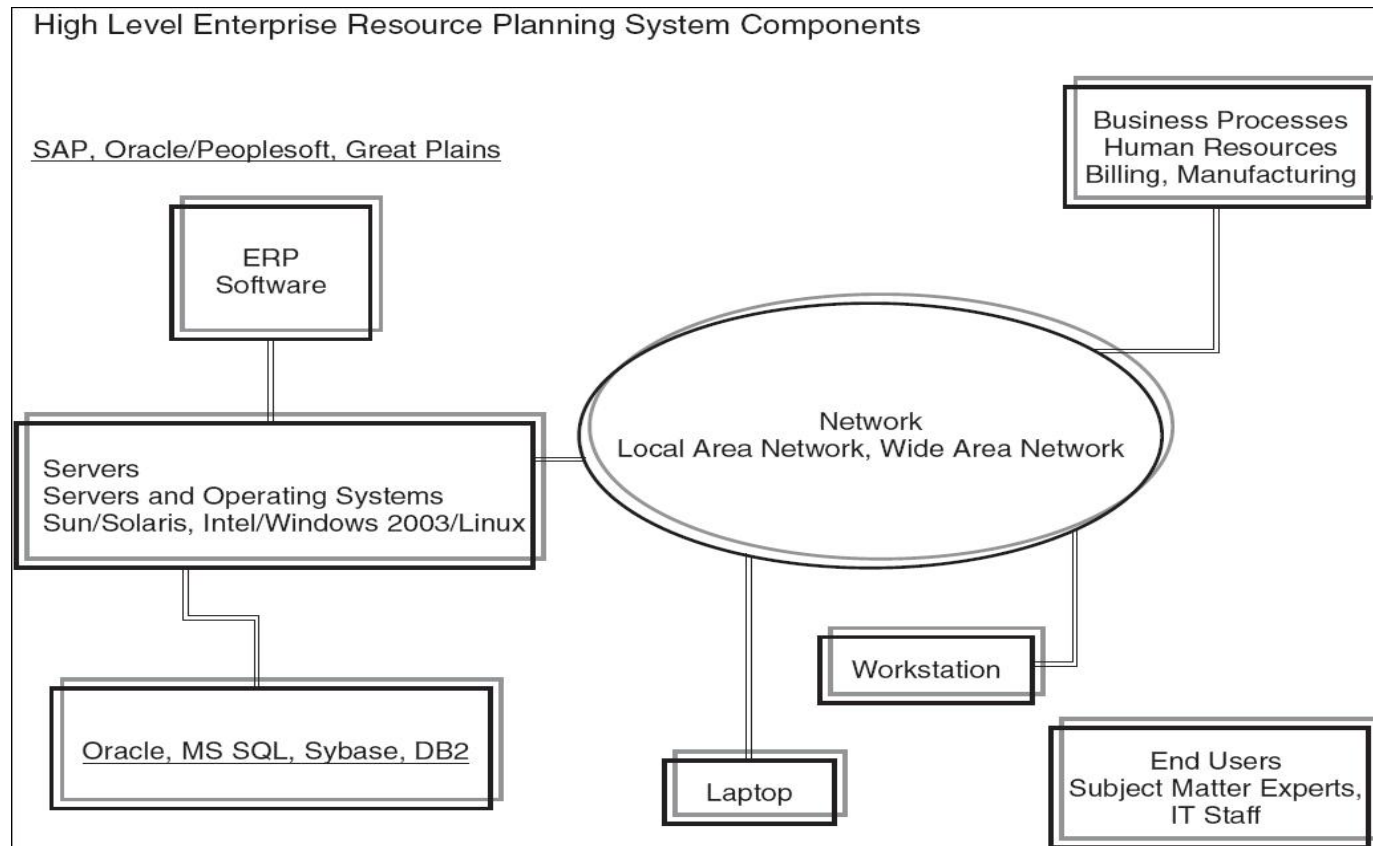 High Level Enterprise Resource Planning System Components
SAP, Oracle/Peoplesoft, Great Plains
ERP
Software
Business Processes
Human Resources
Billing, Manufacturing
Servers
Servers and Operating Systems
Sun/Solaris, Intel/Windows 2003/Linux
Network
Local Area Network, Wide Area Network
Oracle, MS SQL, Sybase, DB2
Workstation
Laptop
End Users
Subject Matter Experts,
IT Staff